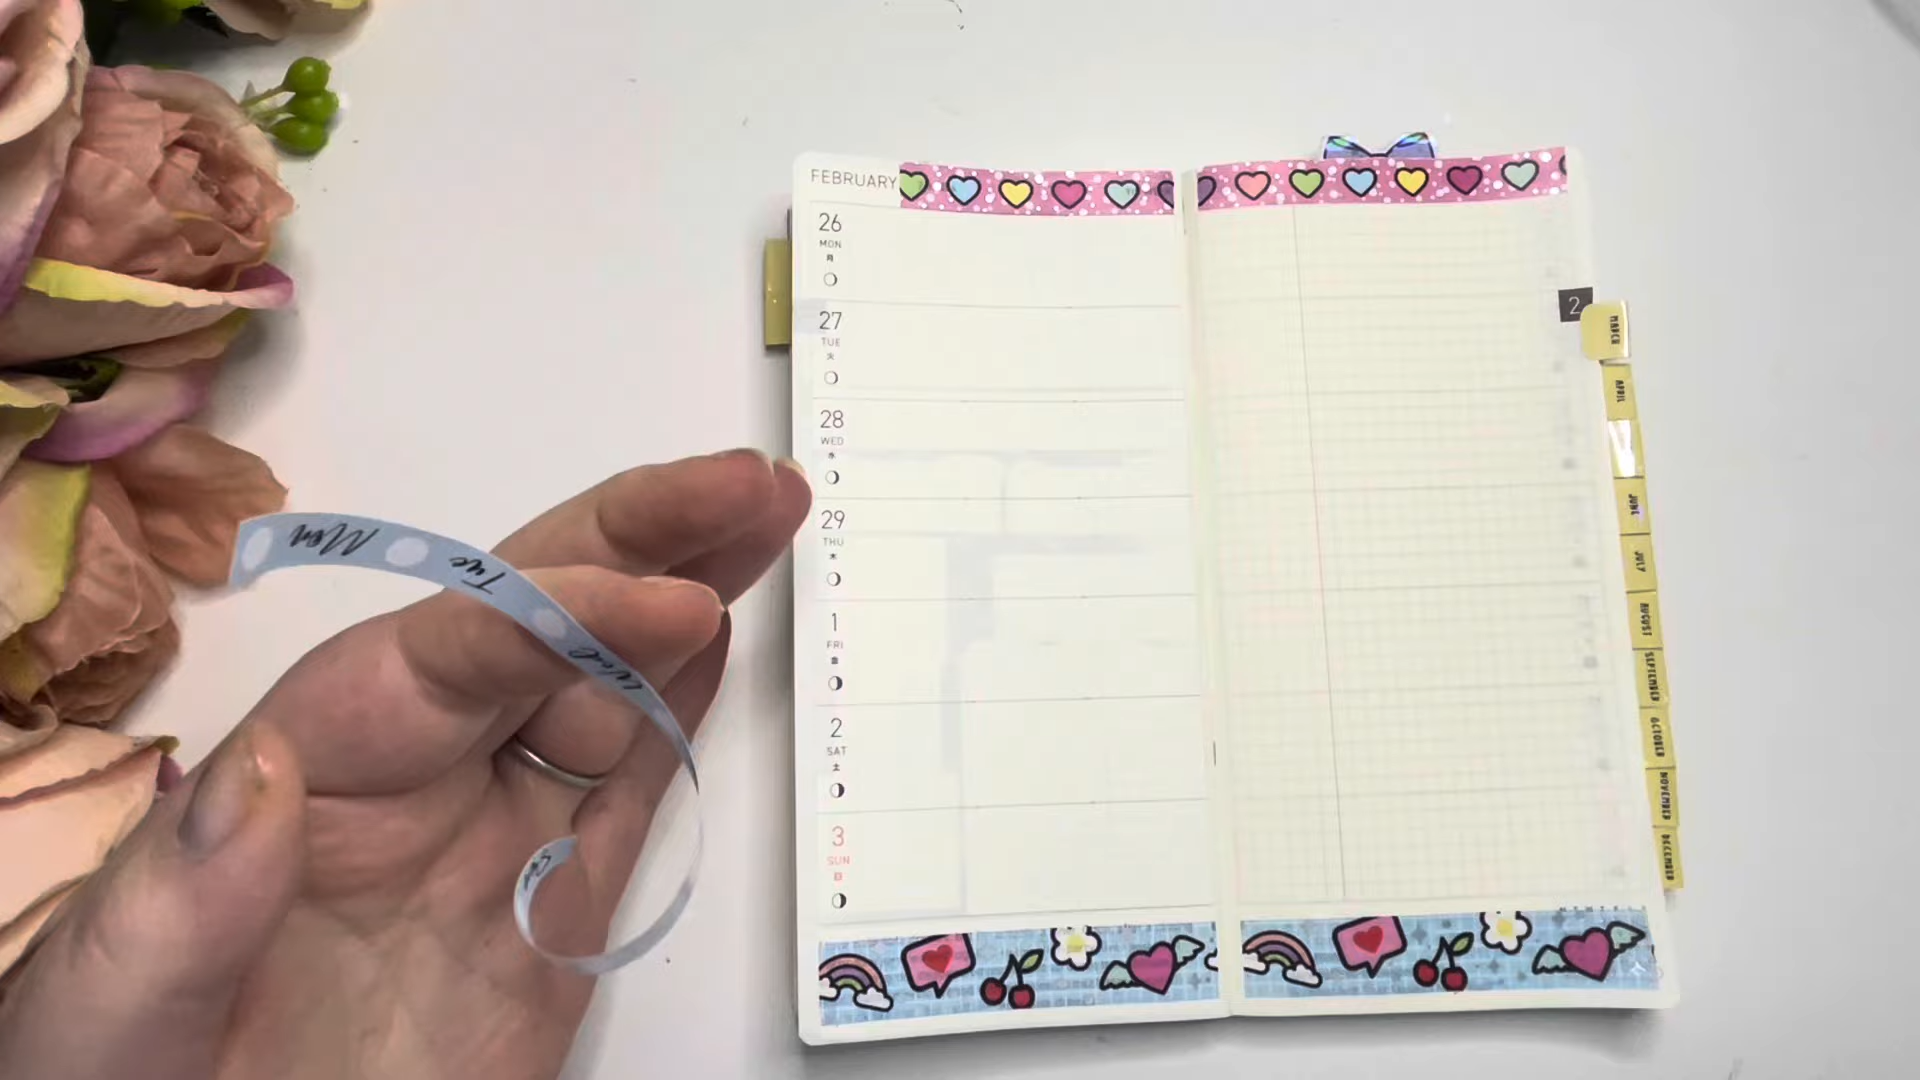 FEBRUARY
26
MON
月
27
TUE
火
28
WED
水
29
THU
木
1
FRI
金
2
SAT
土
3
SUN
日
2
MARCH
APRIL
JUNE
JULY
AUGUST
SEPTEMBER
OCTOBER
NOVEMBER
DECEMBER
Mon
Tue
Wed